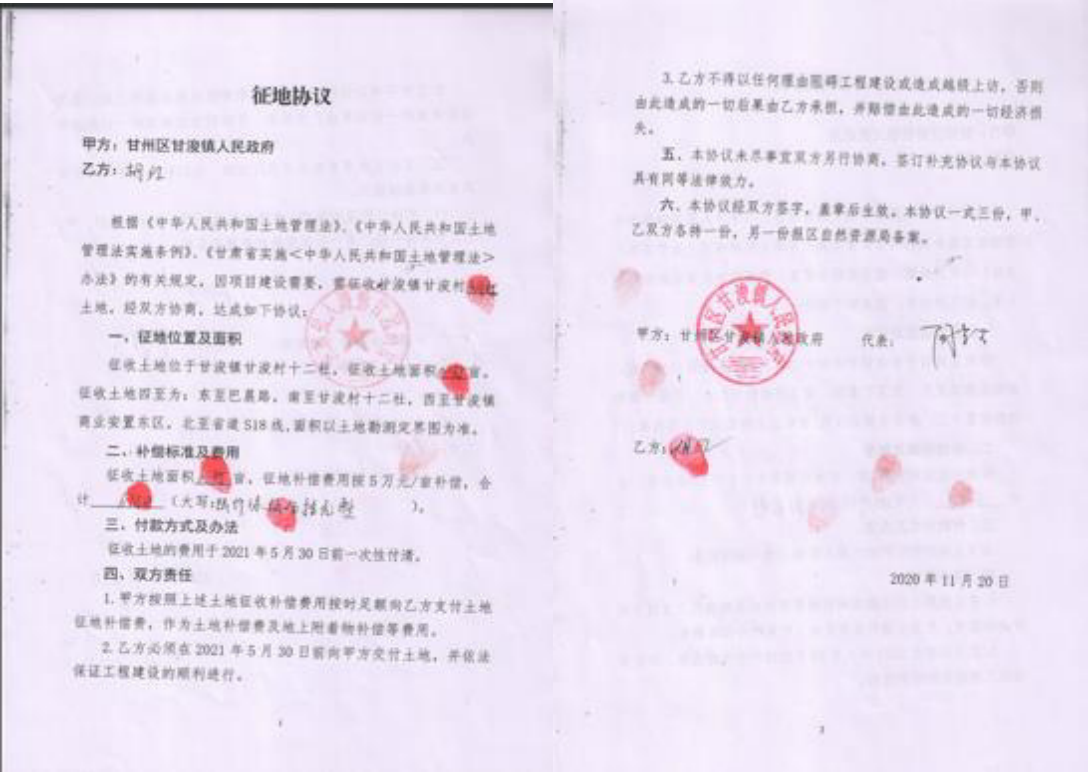 征地协议
甲方：甘州区甘浚镇人民政府
乙方：
根据《中华人民共和国土地管理法》、《中华人民共和国土地
管理法实施条例》、《甘肃省实施<中华人民共和国土地管理法>
办法》的有关规定，因项目建设需要，需征收甘浚镇甘浚村
土地，经双方协商，达成如下协议：
一、征地位置及面积
征收土地位于甘浚镇甘浚村十二社，征收土地面积 亩，
征收土地四至为：东至巴晨路，南至甘浚村十二社，西至甘浚镇
商业安置东区，北至省道S18线，面积以土地勘测定界图为准。
二、补偿标准及费用
征收土地面积 亩，征地补偿费用按5万元/亩补偿，合
计 （大写： ）。
三、付款方式及办法
征收土地的费用于2021年5月30日前一次性付清。
四、双方责任
1.甲方按照上述土地征收补偿费用按时足额向乙方支付土地
征地补偿费，作为土地补偿费及地上附着物补偿等费用。
2.乙方必须在2021年5月30日前向甲方交付土地，并依法
保证工程建设的顺利进行。
1
3.乙方不得以任何理由阻碍工程建设或造成越级上访，否则
由此造成的一切后果由乙方承担，并赔偿由此造成的一切经济损
失。
五、本协议未尽事宜双方另行协商，签订补充协议与本协议
具有同等法律效力。
六、本协议经双方签字，盖章后生效。本协议一式三份，甲、
乙双方各持一份，另一份报区自然资源局备案。
甲方：甘州区甘浚镇人民政府 代表：
乙方：
2020年11月20日
2